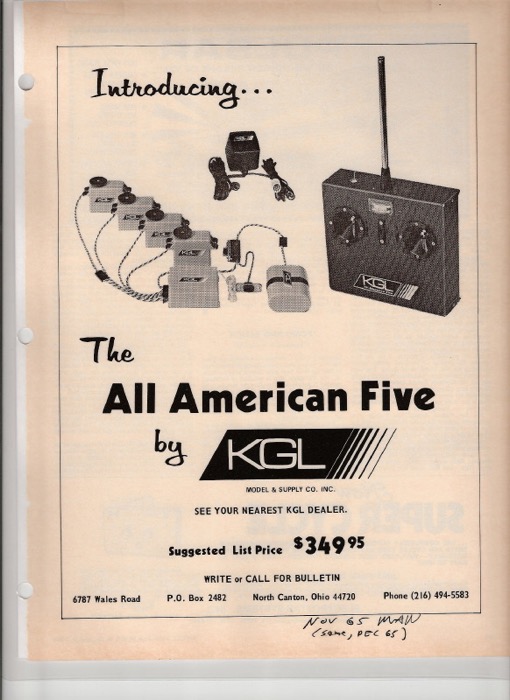 Introducing...
KGL
The
All American Five
by KGL
MODEL & SUPPLY CO. INC.
SEE YOUR NEAREST KGL DEALER.
Suggested List Price $349 95
WRITE or CALL FOR BULLETIN
6787 Wales Road P.O. Box 2482 North Canton, Ohio 44720 Phone (216) 494-5583
NOV 65 MAN
(same, DEC 65)